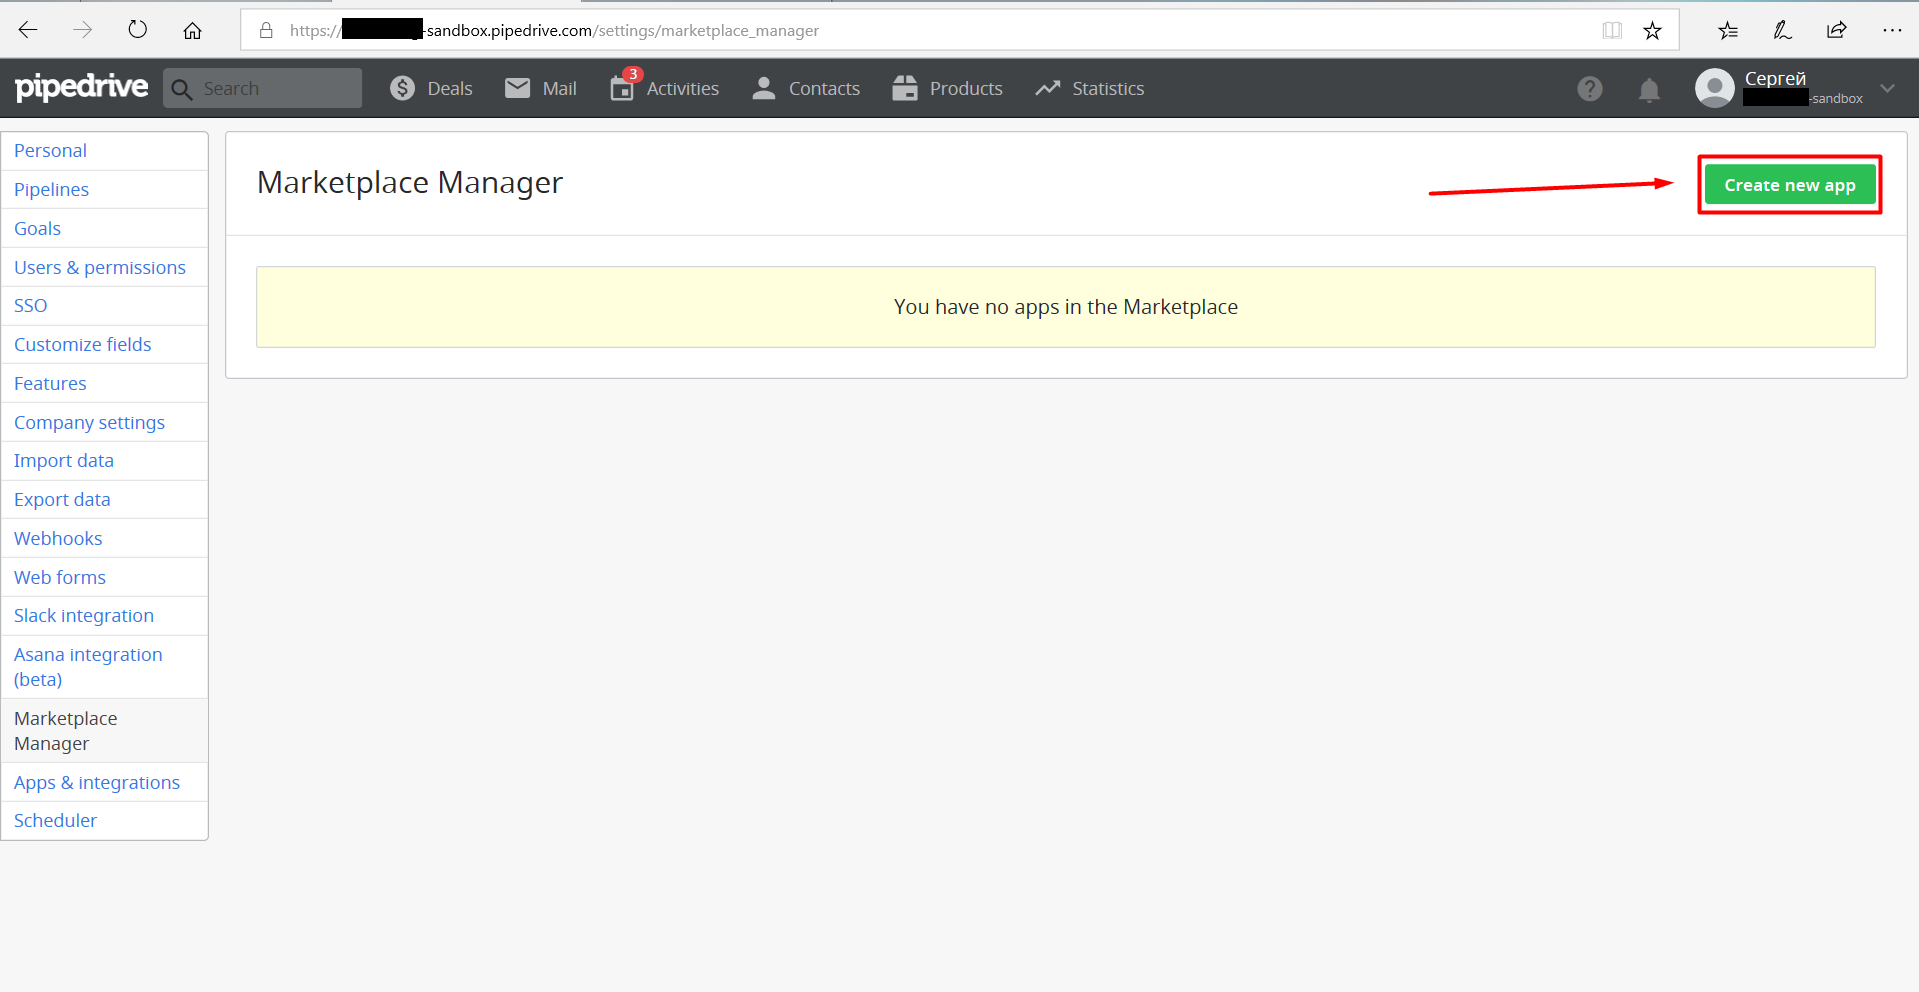 https:// -sandbox.pipedrive.com/settings/marketplace_manager
pipedrive Search Deals Mail 3 Activities Contacts Products Statistics ? Сергей
-sandbox
Personal
Pipelines
Goals
Users & permissions
SSO
Customize fields
Features
Company settings
Import data
Export data
Webhooks
Web forms
Slack integration
Asana integration
(beta)
Marketplace
Manager
Apps & integrations
Scheduler
Marketplace Manager
Create new app
You have no apps in the Marketplace